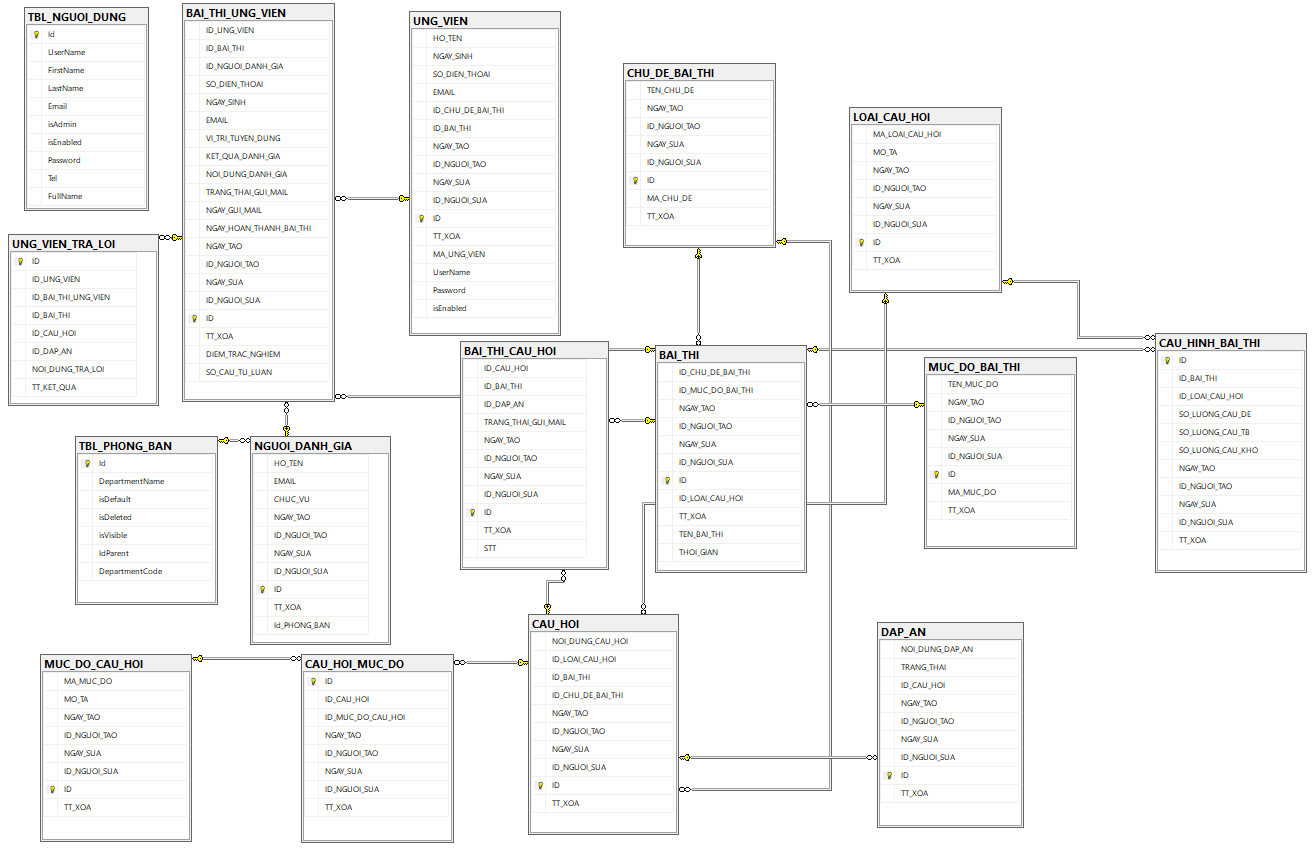 TBL_NGUOI_DUNG
Id
UserName
FirstName
LastName
Email
isAdmin
isEnabled
Password
Tel
FullName
BAI_THI_UNG_VIEN
ID_UNG_VIEN
ID_BAI_THI
ID_NGUOI_DANH_GIA
SO_DIEN_THOAI
NGAY_SINH
EMAIL
VI_TRI_TUYEN_DUNG
KET_QUA_DANH_GIA
NOI_DUNG_DANH_GIA
TRANG_THAI_GUI_MAIL
NGAY_GUI_MAIL
NGAY_HOAN_THANH_BAI_THI
NGAY_TAO
ID_NGUOI_TAO
NGAY_SUA
ID_NGUOI_SUA
ID
TT_XOA
DIEM_TRAC_NGHIEM
SO_CAU_TU_LUAN
UNG_VIEN
HO_TEN
NGAY_SINH
SO_DIEN_THOAI
EMAIL
ID_CHU_DE_BAI_THI
ID_BAI_THI
NGAY_TAO
ID_NGUOI_TAO
NGAY_SUA
ID_NGUOI_SUA
ID
TT_XOA
MA_UNG_VIEN
UserName
Password
isEnabled
CHU_DE_BAI_THI
TEN_CHU_DE
NGAY_TAO
ID_NGUOI_TAO
NGAY_SUA
ID_NGUOI_SUA
ID
MA_CHU_DE
TT_XOA
LOAI_CAU_HOI
MA_LOAI_CAU_HOI
MO_TA
NGAY_TAO
ID_NGUOI_TAO
NGAY_SUA
ID_NGUOI_SUA
ID
TT_XOA
UNG_VIEN_TRA_LOI
ID
ID_UNG_VIEN
ID_BAI_THI_UNG_VIEN
ID_BAI_THI
ID_CAU_HOI
ID_DAP_AN
NOI_DUNG_TRA_LOI
TT_KET_QUA
BAI_THI_CAU_HOI
ID_CAU_HOI
ID_BAI_THI
ID_DAP_AN
TRANG_THAI_GUI_MAIL
NGAY_TAO
ID_NGUOI_TAO
NGAY_SUA
ID_NGUOI_SUA
ID
TT_XOA
STT
BAI_THI
ID_CHU_DE_BAI_THI
ID_MUC_DO_BAI_THI
NGAY_TAO
ID_NGUOI_TAO
NGAY_SUA
ID_NGUOI_SUA
ID
ID_LOAI_CAU_HOI
TT_XOA
TEN_BAI_THI
THOI_GIAN
MUC_DO_BAI_THI
TEN_MUC_DO
NGAY_TAO
ID_NGUOI_TAO
NGAY_SUA
ID_NGUOI_SUA
ID
MA_MUC_DO
TT_XOA
CAU_HINH_BAI_THI
ID
ID_BAI_THI
ID_LOAI_CAU_HOI
SO_LUONG_CAU_DE
SO_LUONG_CAU_TB
SO_LUONG_CAU_KHO
NGAY_TAO
ID_NGUOI_TAO
NGAY_SUA
ID_NGUOI_SUA
TT_XOA
TBL_PHONG_BAN
Id
DepartmentName
isDefault
isDeleted
isVisible
IdParent
DepartmentCode
NGUOI_DANH_GIA
HO_TEN
EMAIL
CHUC_VU
NGAY_TAO
ID_NGUOI_TAO
NGAY_SUA
ID_NGUOI_SUA
ID
TT_XOA
Id_PHONG_BAN
MUC_DO_CAU_HOI
MA_MUC_DO
MO_TA
NGAY_TAO
ID_NGUOI_TAO
NGAY_SUA
ID_NGUOI_SUA
ID
TT_XOA
CAU_HOI_MUC_DO
ID
ID_CAU_HOI
ID_MUC_DO_CAU_HOI
NGAY_TAO
ID_NGUOI_TAO
NGAY_SUA
ID_NGUOI_SUA
TT_XOA
CAU_HOI
NOI_DUNG_CAU_HOI
ID_LOAI_CAU_HOI
ID_BAI_THI
ID_CHU_DE_BAI_THI
NGAY_TAO
ID_NGUOI_TAO
NGAY_SUA
ID_NGUOI_SUA
ID
TT_XOA
DAP_AN
NOI_DUNG_DAP_AN
TRANG_THAI
ID_CAU_HOI
NGAY_TAO
ID_NGUOI_TAO
NGAY_SUA
ID_NGUOI_SUA
ID
TT_XOA